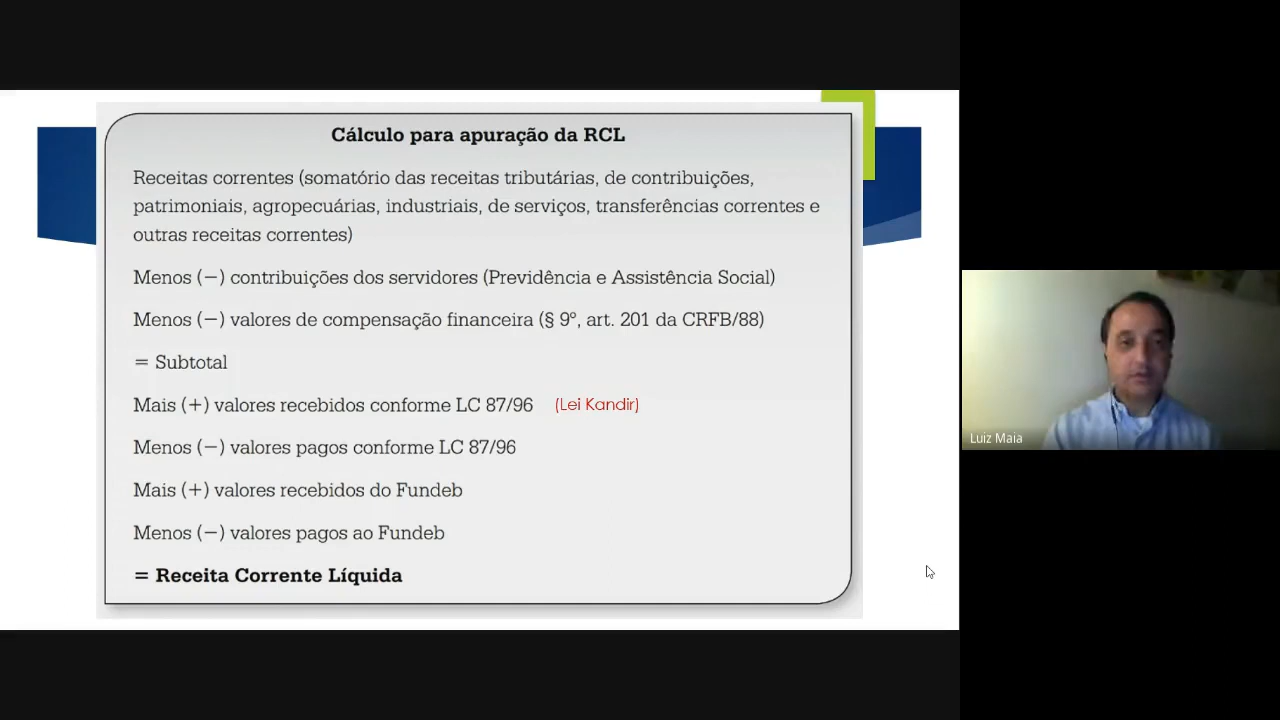 Cálculo para apuração da RCL
Receitas correntes (somatório das receitas tributárias, de contribuições,
patrimoniais, agropecuárias, industriais, de serviços, transferências correntes e
outras receitas correntes)
Menos (−) contribuições dos servidores (Previdência e Assistência Social)
Menos (−) valores de compensação financeira (§ 9º, art. 201 da CRFB/88)
= Subtotal
Mais (+) valores recebidos conforme LC 87/96 (Lei Kandir)
Menos (−) valores pagos conforme LC 87/96
Mais (+) valores recebidos do Fundeb
Menos (−) valores pagos ao Fundeb
= Receita Corrente Líquida
Luiz Maia